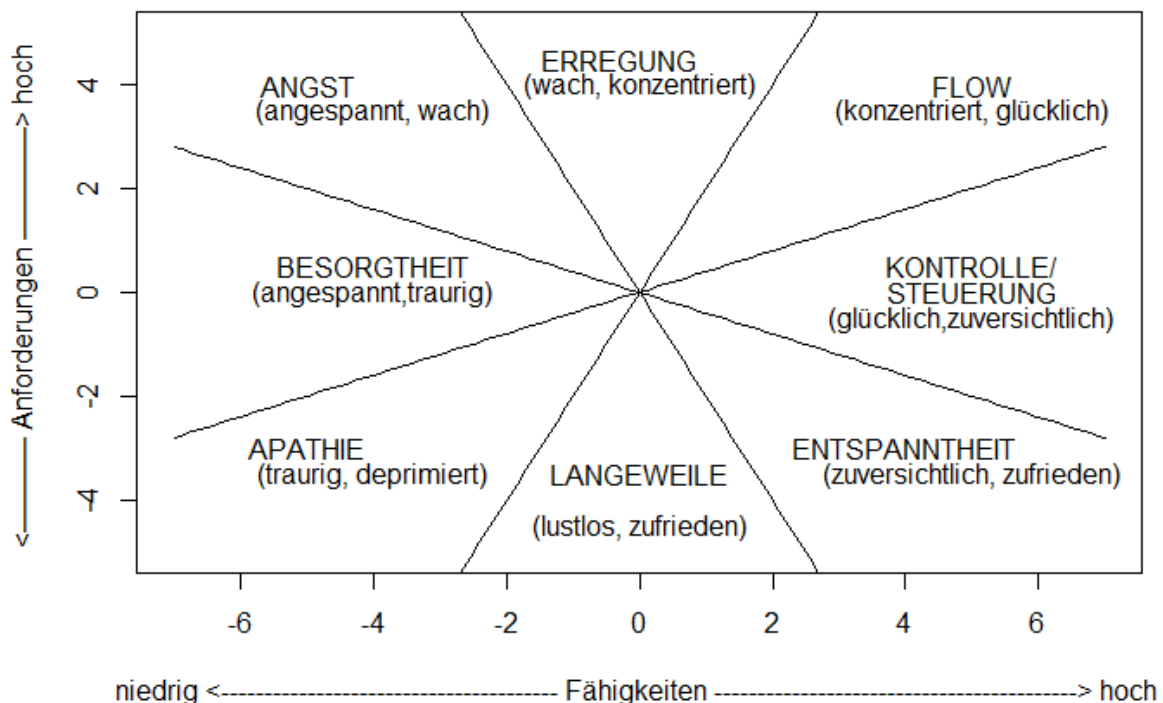 ERREGUNG
(wach, konzentriert)
ANGST
(angespannt, wach)
FLOW
(konzentriert, glücklich)
BESORGTHEIT
(angespannt,traurig)
KONTROLLE/
STEUERUNG
(glücklich,zuversichtlich)
APATHIE
(traurig, deprimiert)
LANGEWEILE
(lustlos, zufrieden)
ENTSPANNTHEIT
(zuversichtlich, zufrieden)
<—— Anforderungen ——> hoch
4
2
0
-2
-4
-6
-4
-2
0
2
4
6
niedrig <------------------------------------- Fähigkeiten ---------------------------------------> hoch